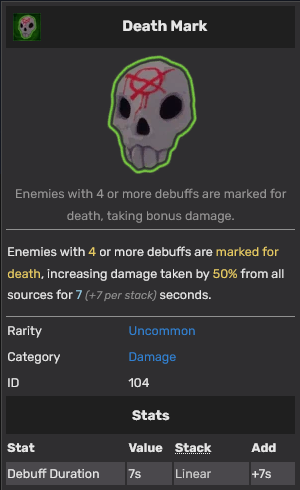 Death Mark
Enemies with 4 or more debuffs are marked for
death, taking bonus damage.
Enemies with 4 or more debuffs are marked for
death, increasing damage taken by 50% from all
sources for 7 (+7 per stack) seconds.
Rarity Uncommon
Category Damage
ID 104
Stats
Stat Value Stack Add
Debuff Duration 7s Linear +7s